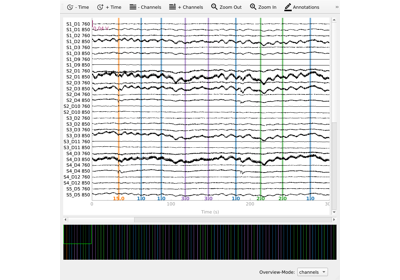 - Time
+ Time
- Channels
+ Channels
Zoom Out
Zoom In
Annotations
S1_D1 760
S1_D1 850
S1_D2 760
S1_D2 850
S1_D3 760
S1_D3 850
S1_D9 760
S1_D9 850
S2_D1 760
S2_D1 850
S2_D3 760
S2_D3 850
S2_D4 760
S2_D4 850
S2_D10 760
S2_D10 850
S3_D2 760
S3_D2 850
S3_D3 760
S3_D3 850
S3_D11 760
S3_D11 850
S4_D3 760
S4_D3 850
S4_D4 760
S4_D4 850
S4_D12 760
S4_D12 850
S5_D5 760
S5_D5 850
0
100
200
Time (s)
Overview-Mode:
channels